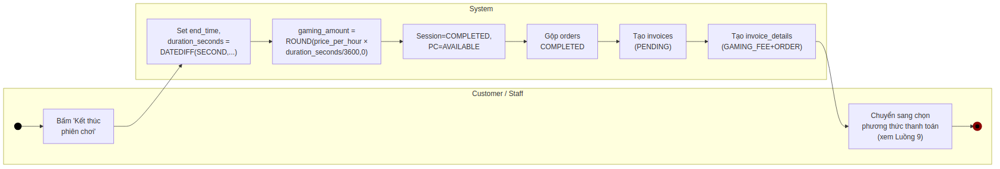 System
Set end_time,
duration_seconds =
DATEDIFF(SECOND,...)
gaming_amount =
ROUND(price_per_hour ×
duration_seconds/3600,0)
Session=COMPLETED,
PC=AVAILABLE
Gộp orders
COMPLETED
Tạo invoices
(PENDING)
Tạo invoice_details
(GAMING_FEE+ORDER)
Customer / Staff
Bấm 'Kết thúc
phiên chơi'
Chuyển sang chọn
phương thức thanh toán
(xem Luồng 9)